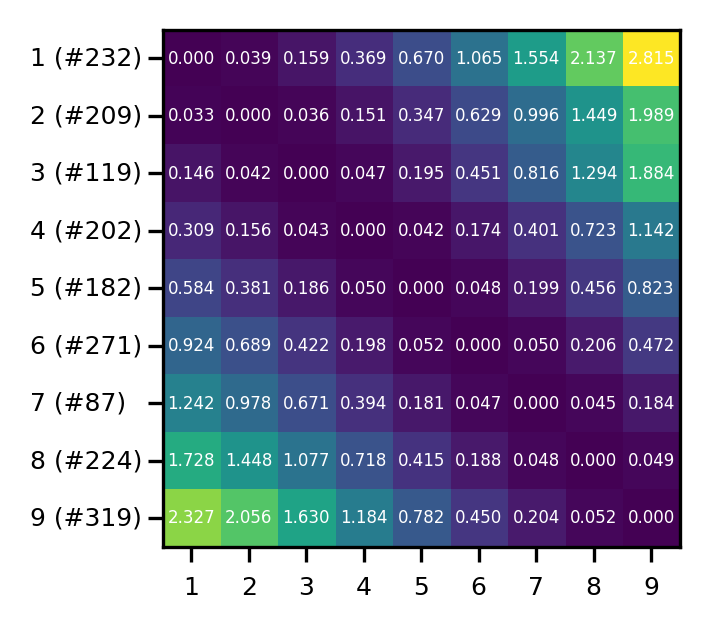 1 (#232) 0.000 0.039 0.159 0.369 0.670 1.065 1.554 2.137 2.815
2 (#209) 0.033 0.000 0.036 0.151 0.347 0.629 0.996 1.449 1.989
3 (#119) 0.146 0.042 0.000 0.047 0.195 0.451 0.816 1.294 1.884
4 (#202) 0.309 0.156 0.043 0.000 0.042 0.174 0.401 0.723 1.142
5 (#182) 0.584 0.381 0.186 0.050 0.000 0.048 0.199 0.456 0.823
6 (#271) 0.924 0.689 0.422 0.198 0.052 0.000 0.050 0.206 0.472
7 (#87) 1.242 0.978 0.671 0.394 0.181 0.047 0.000 0.045 0.184
8 (#224) 1.728 1.448 1.077 0.718 0.415 0.188 0.048 0.000 0.049
9 (#319) 2.327 2.056 1.630 1.184 0.782 0.450 0.204 0.052 0.000
1 2 3 4 5 6 7 8 9